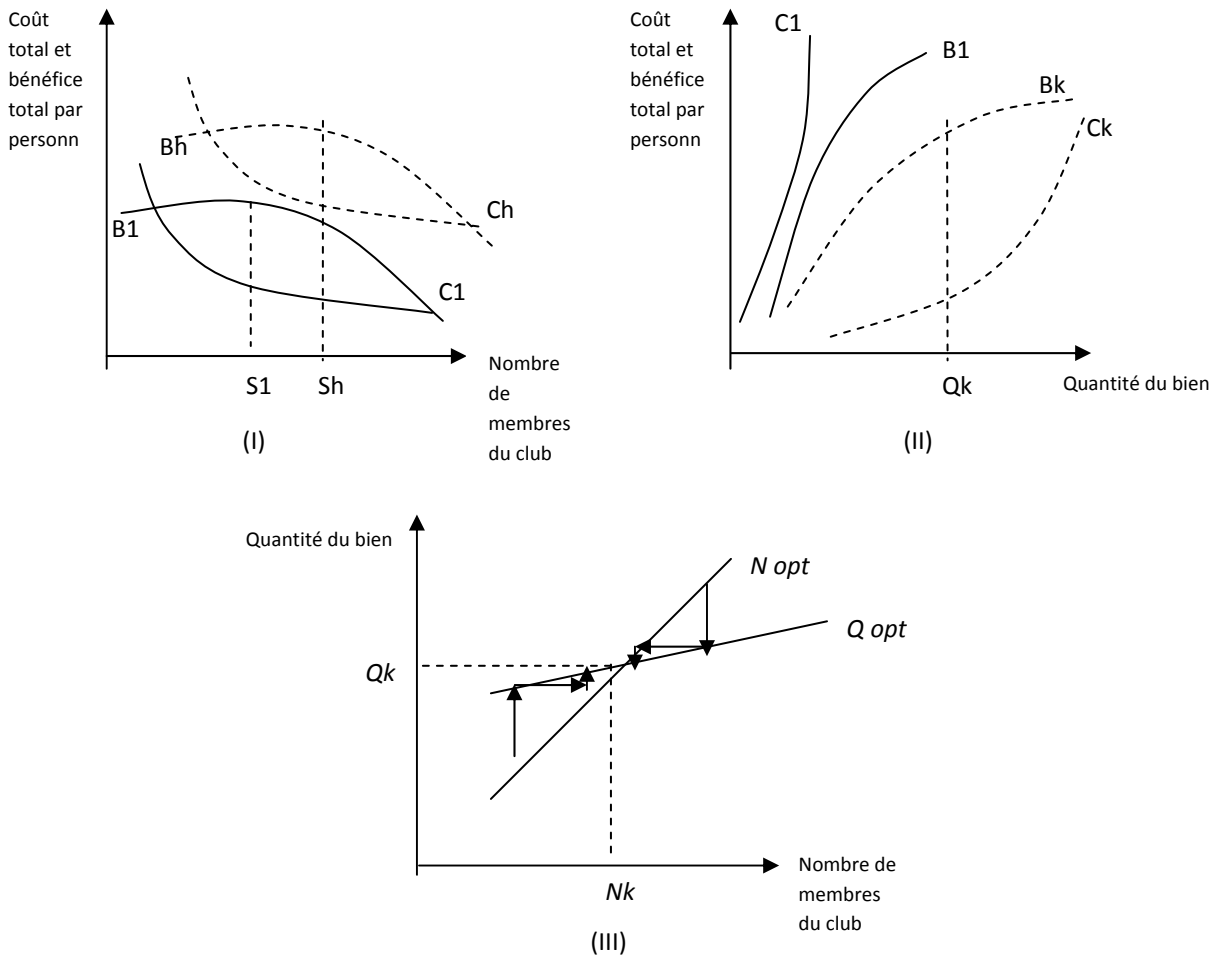 Coût
total et
bénéfice
total par
personn
Bh
B1
Ch
C1
S1
Sh
Nombre
de
membres
du club
(I)
Coût
total et
bénéfice
total par
personn
C1
B1
Bk
Ck
Qk
Quantité du bien
(II)
Quantité du bien
N opt
Q opt
Qk
Nk
Nombre de
membres
du club
(III)